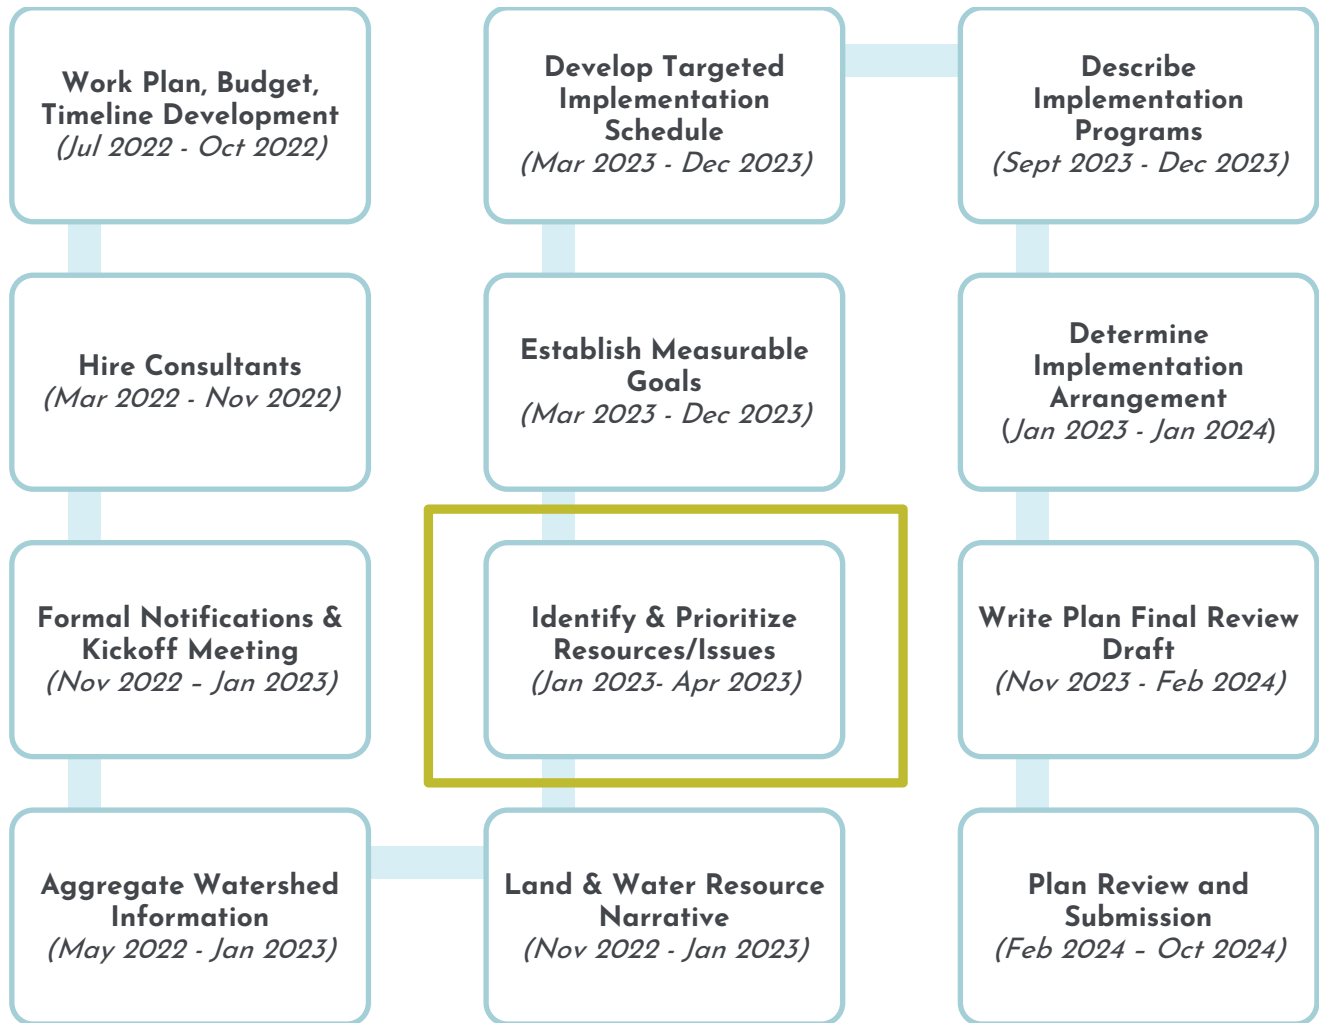 Work Plan, Budget,
Timeline Development
(Jul 2022 - Oct 2022)
Hire Consultants
(Mar 2022 - Nov 2022)
Formal Notifications &
Kickoff Meeting
(Nov 2022 – Jan 2023)
Aggregate Watershed
Information
(May 2022 - Jan 2023)
Land & Water Resource
Narrative
(Nov 2022 - Jan 2023)
Identify & Prioritize
Resources/Issues
(Jan 2023- Apr 2023)
Establish Measurable
Goals
(Mar 2023 - Dec 2023)
Develop Targeted
Implementation
Schedule
(Mar 2023 - Dec 2023)
Describe
Implementation
Programs
(Sept 2023 - Dec 2023)
Determine
Implementation
Arrangement
(Jan 2023 - Jan 2024)
Write Plan Final Review
Draft
(Nov 2023 - Feb 2024)
Plan Review and
Submission
(Feb 2024 – Oct 2024)